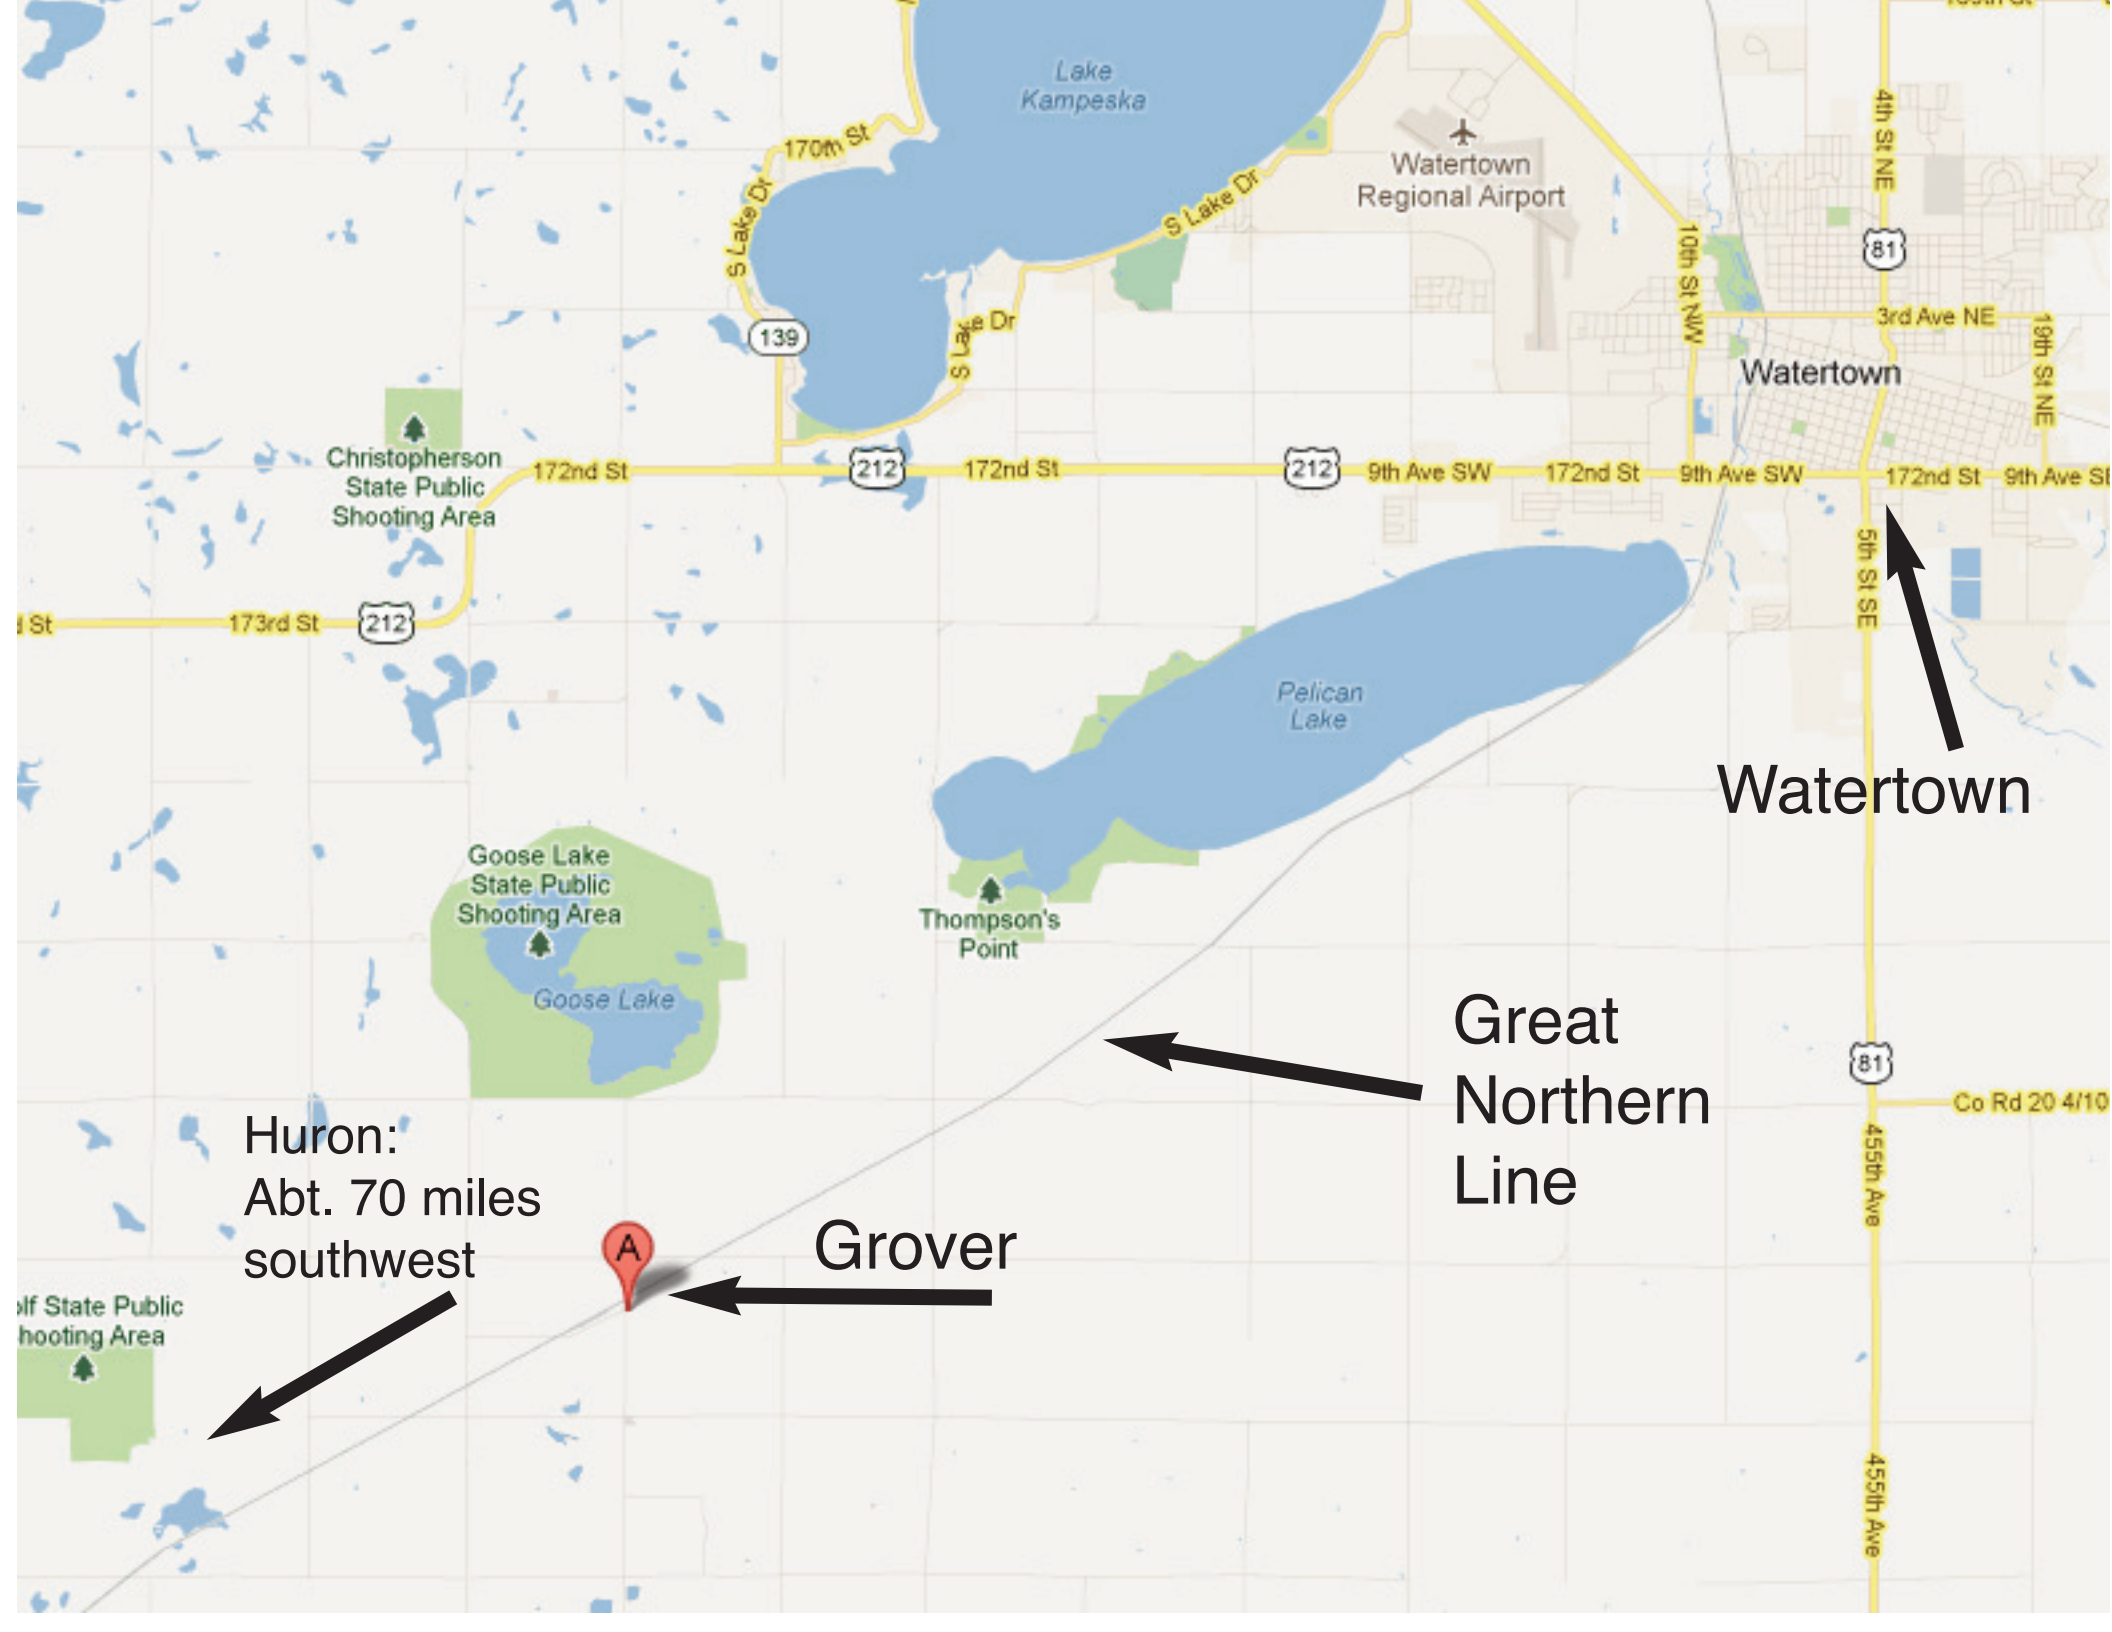 Lake
Kampeska
170th St
S Lake Dr
S Lake Dr
Watertown
Regional Airport
4th St NE
10th St NW
81
3rd Ave NE
19th St NE
139
Dr
Watertown
Christopherson
State Public
Shooting Area
172nd St
212
172nd St
212
9th Ave SW
172nd St
9th Ave SW
172nd St
9th Ave SE
5th St SE
St
173rd St
212
Pelican
Lake
Watertown
Goose Lake
State Public
Shooting Area
Goose Lake
Thompson's
Point
Great
Northern
Line
81
Co Rd 20 4/10
455th Ave
Huron:
Abt. 70 miles
southwest
A
Grover
lf State Public
hooting Area
455th Ave